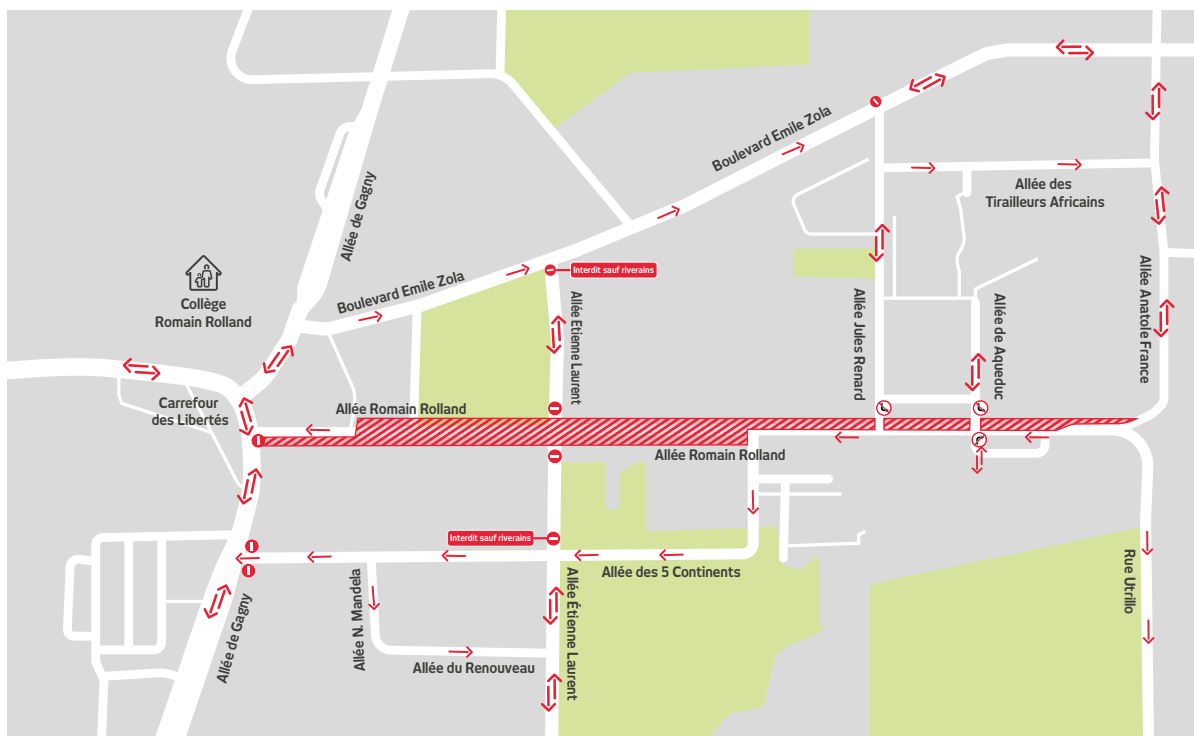 Boulevard Emile Zola
Allée de Gagny
Allée des
Tirailleurs Africains
Collège
Romain Rolland
Interdit sauf riverains
Boulevard Emile Zola
Allée Etienne Laurent
Allée Jules Renard
Allée de Aqueduc
Allée Anatole France
Carrefour
des Libertés
Allée Romain Rolland
Allée Romain Rolland
Interdit sauf riverains
Allée des 5 Continents
Rue Utrillo
Allée de Gagny
Allée N. Mandela
Allée du Renouveau
Allée Étienne Laurent